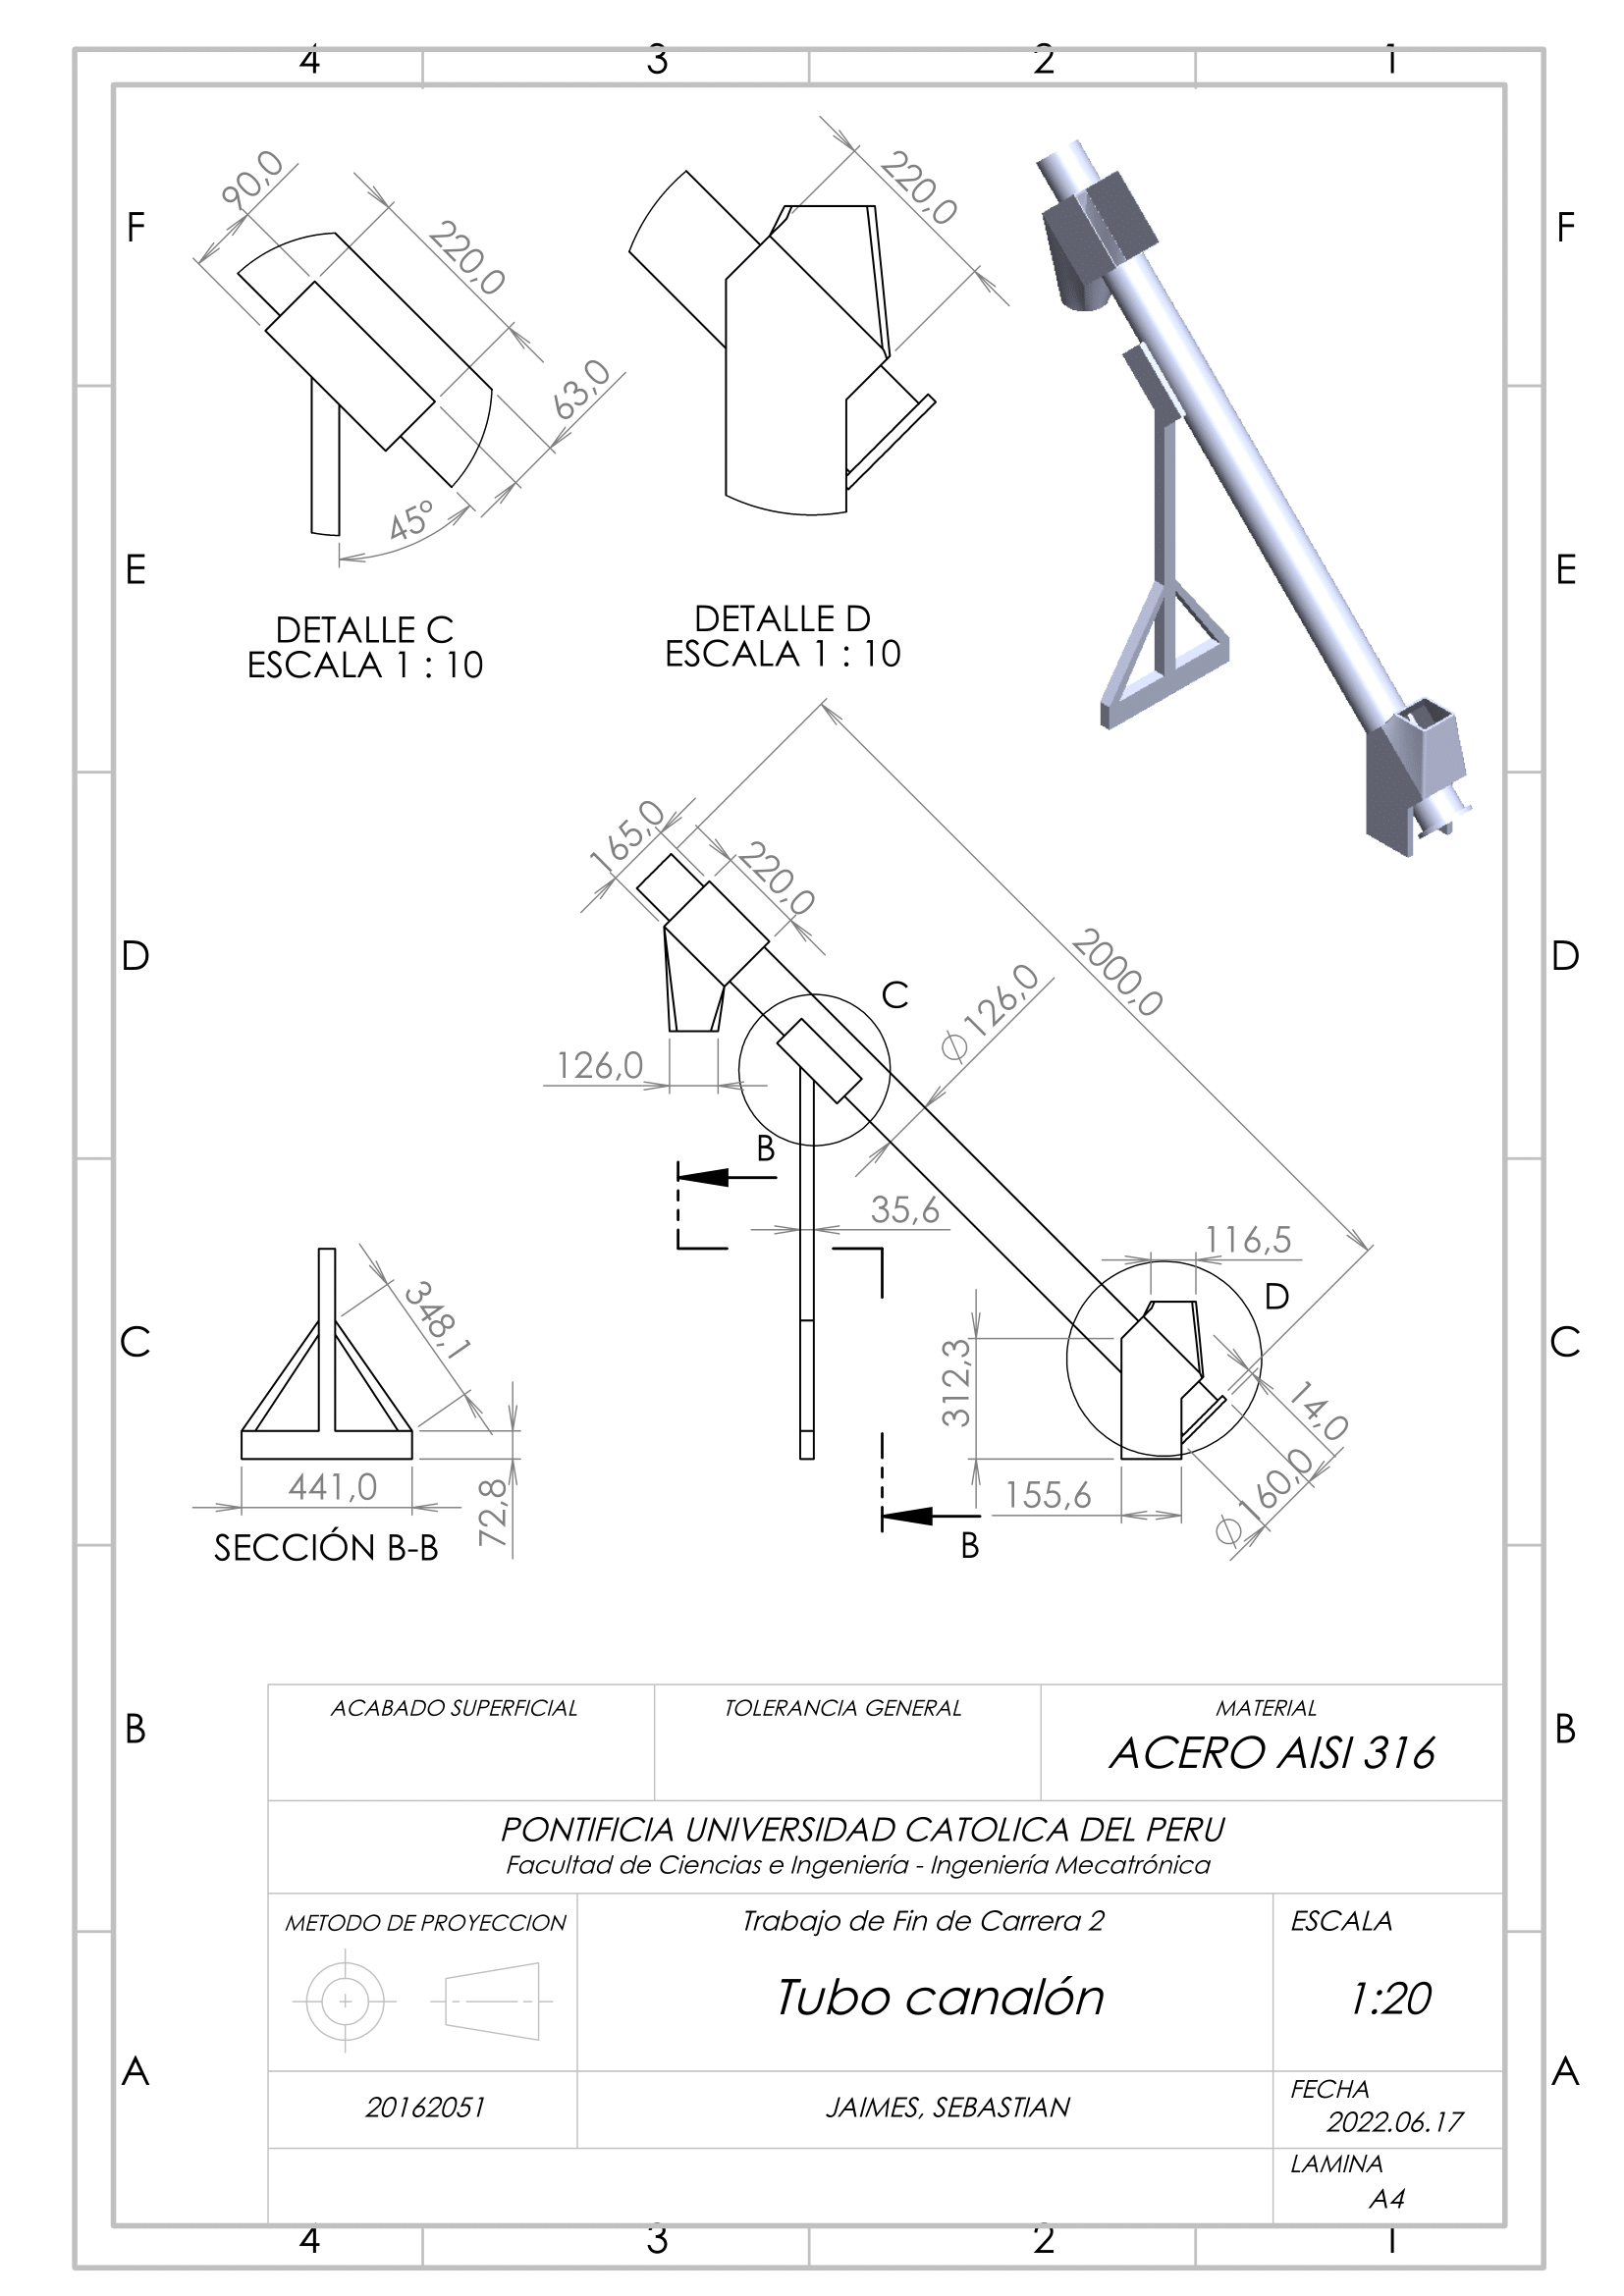 4 3 2 1
F F
E E
D D
C C
B B
A A
90,0
220,0
63,0
45°
DETALLE C
ESCALA 1 : 10
220,0
DETALLE D
ESCALA 1 : 10
165,0
220,0
2000,0
C
Ø126,0
126,0
B
35,6
116,5
D
312,3
14,0
Ø160,0
155,6
B
348,1
441,0
72,8
SECCIÓN B-B
ACABADO SUPERFICIAL
TOLERANCIA GENERAL
MATERIAL
ACERO AISI 316
PONTIFICIA UNIVERSIDAD CATOLICA DEL PERU
Facultad de Ciencias e Ingeniería - Ingeniería Mecatrónica
METODO DE PROYECCION
Trabajo de Fin de Carrera 2
Tubo canalón
ESCALA
1:20
20162051
JAIMES, SEBASTIAN
FECHA
2022.06.17
LAMINA
A4
4 3 2 1